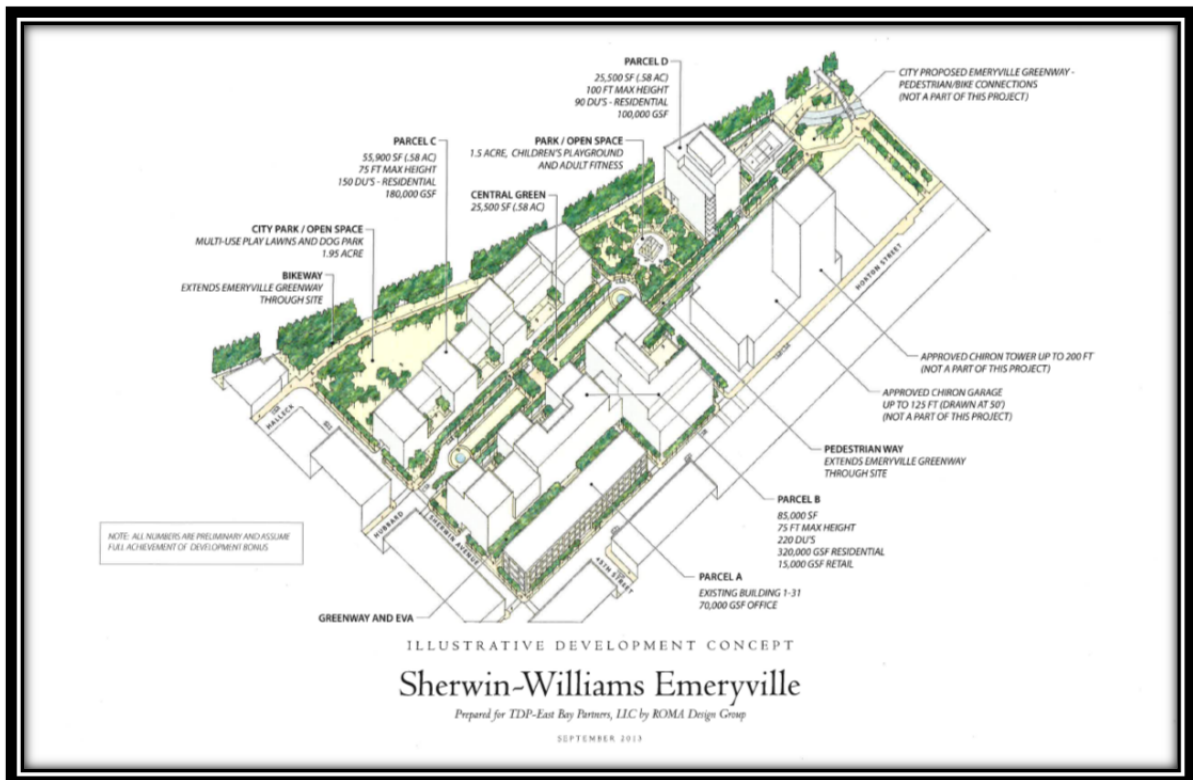 PARCEL D
25,500 SF (.58 AC)
100 FT MAX HEIGHT
90 DU'S - RESIDENTIAL
100,000 GSF
CITY PROPOSED EMERYVILLE GREENWAY -
PEDESTRIAN/BIKE CONNECTIONS
(NOT A PART OF THIS PROJECT)
PARCEL C
55,900 SF (.58 AC)
75 FT MAX HEIGHT
150 DU'S - RESIDENTIAL
180,000 GSF
PARK / OPEN SPACE
1.5 ACRE, CHILDREN'S PLAYGROUND
AND ADULT FITNESS
CENTRAL GREEN
25,500 SF (.58 AC)
CITY PARK / OPEN SPACE
MULTI-USE PLAY LAWNS AND DOG PARK
1.95 ACRE
BIKEWAY
EXTENDS EMERYVILLE GREENWAY
THROUGH SITE
HORTON STREET
APPROVED CHIRON TOWER UP TO 200 FT
(NOT A PART OF THIS PROJECT)
APPROVED CHIRON GARAGE
UP TO 125 FT (DRAWN AT 50')
(NOT A PART OF THIS PROJECT)
HALLECK
PEDESTRIAN WAY
EXTENDS EMERYVILLE GREENWAY
THROUGH SITE
PARCEL B
85,000 SF
75 FT MAX HEIGHT
220 DU'S
320,000 GSF RESIDENTIAL
15,000 GSF RETAIL
HUBBARD
SHERWIN AVENUE
45TH STREET
NOTE: ALL NUMBERS ARE PRELIMINARY AND ASSUME
FULL ACHIEVEMENT OF DEVELOPMENT BONUS
PARCEL A
EXISTING BUILDING 1-31
70,000 GSF OFFICE
GREENWAY AND EVA
ILLUSTRATIVE DEVELOPMENT CONCEPT
Sherwin-Williams Emeryville
Prepared for TDP-East Bay Partners, LLC by ROMA Design Group
SEPTEMBER 2013